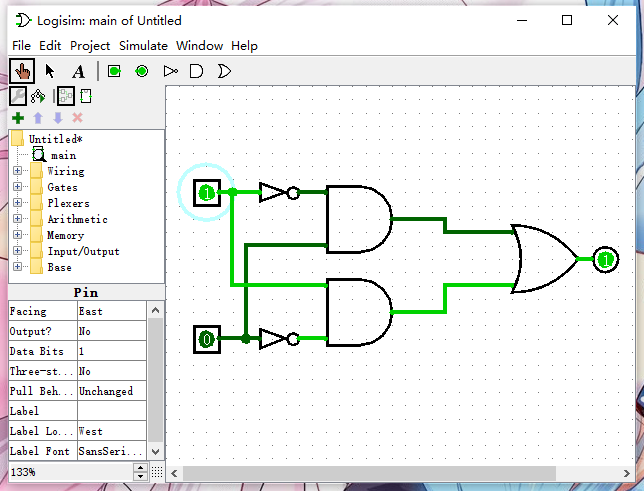 Logisim: main of Untitled
File Edit Project Simulate Window Help
A
Untitled*
main
Wiring
Gates
Plexers
Arithmetic
Memory
Input/Output
Base
Pin
Facing East
Output? No
Data Bits 1
Three-st... No
Pull Beh... Unchanged
Label
Label Lo... West
Label Font SansSeri...
133%
1
0
1